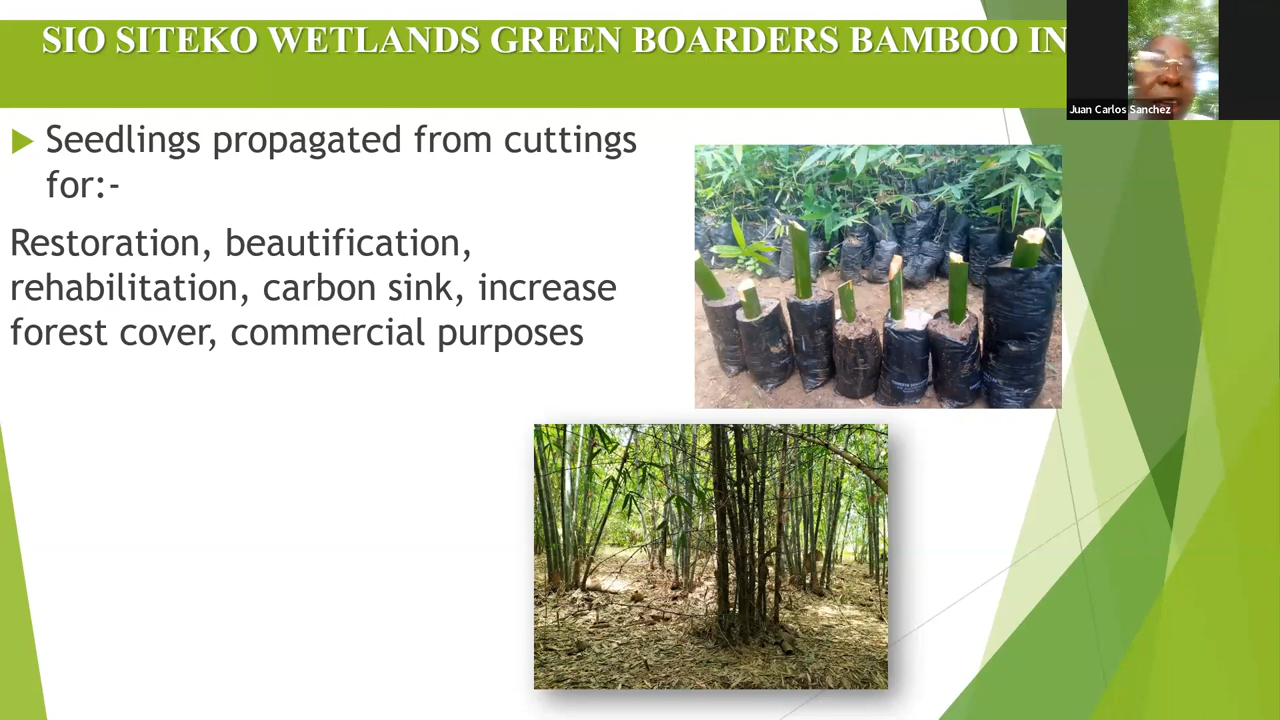 SIO SITEKO WETLANDS GREEN BOARDERS BAMBOO IN
Juan Carlos Sanchez
Seedlings propagated from cuttings
for:-
Restoration, beautification,
rehabilitation, carbon sink, increase
forest cover, commercial purposes